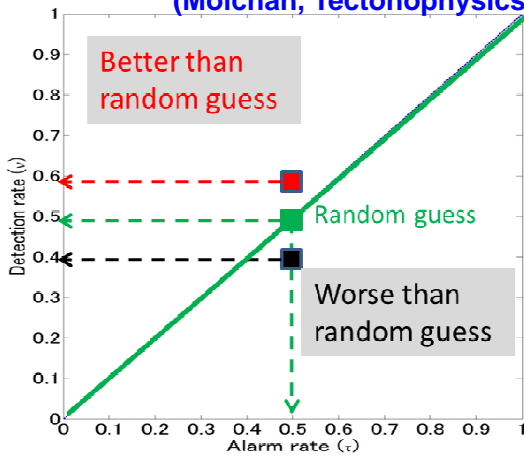 (Molchan, Tectonophysics
Better than
random guess
Random guess
Worse than
random guess
Detection rate (ν)
1
0.9
0.8
0.7
0.6
0.5
0.4
0.3
0.2
0.1
0
0 0.1 0.2 0.3 0.4 0.5 0.6 0.7 0.8 0.9 1
Alarm rate (τ)